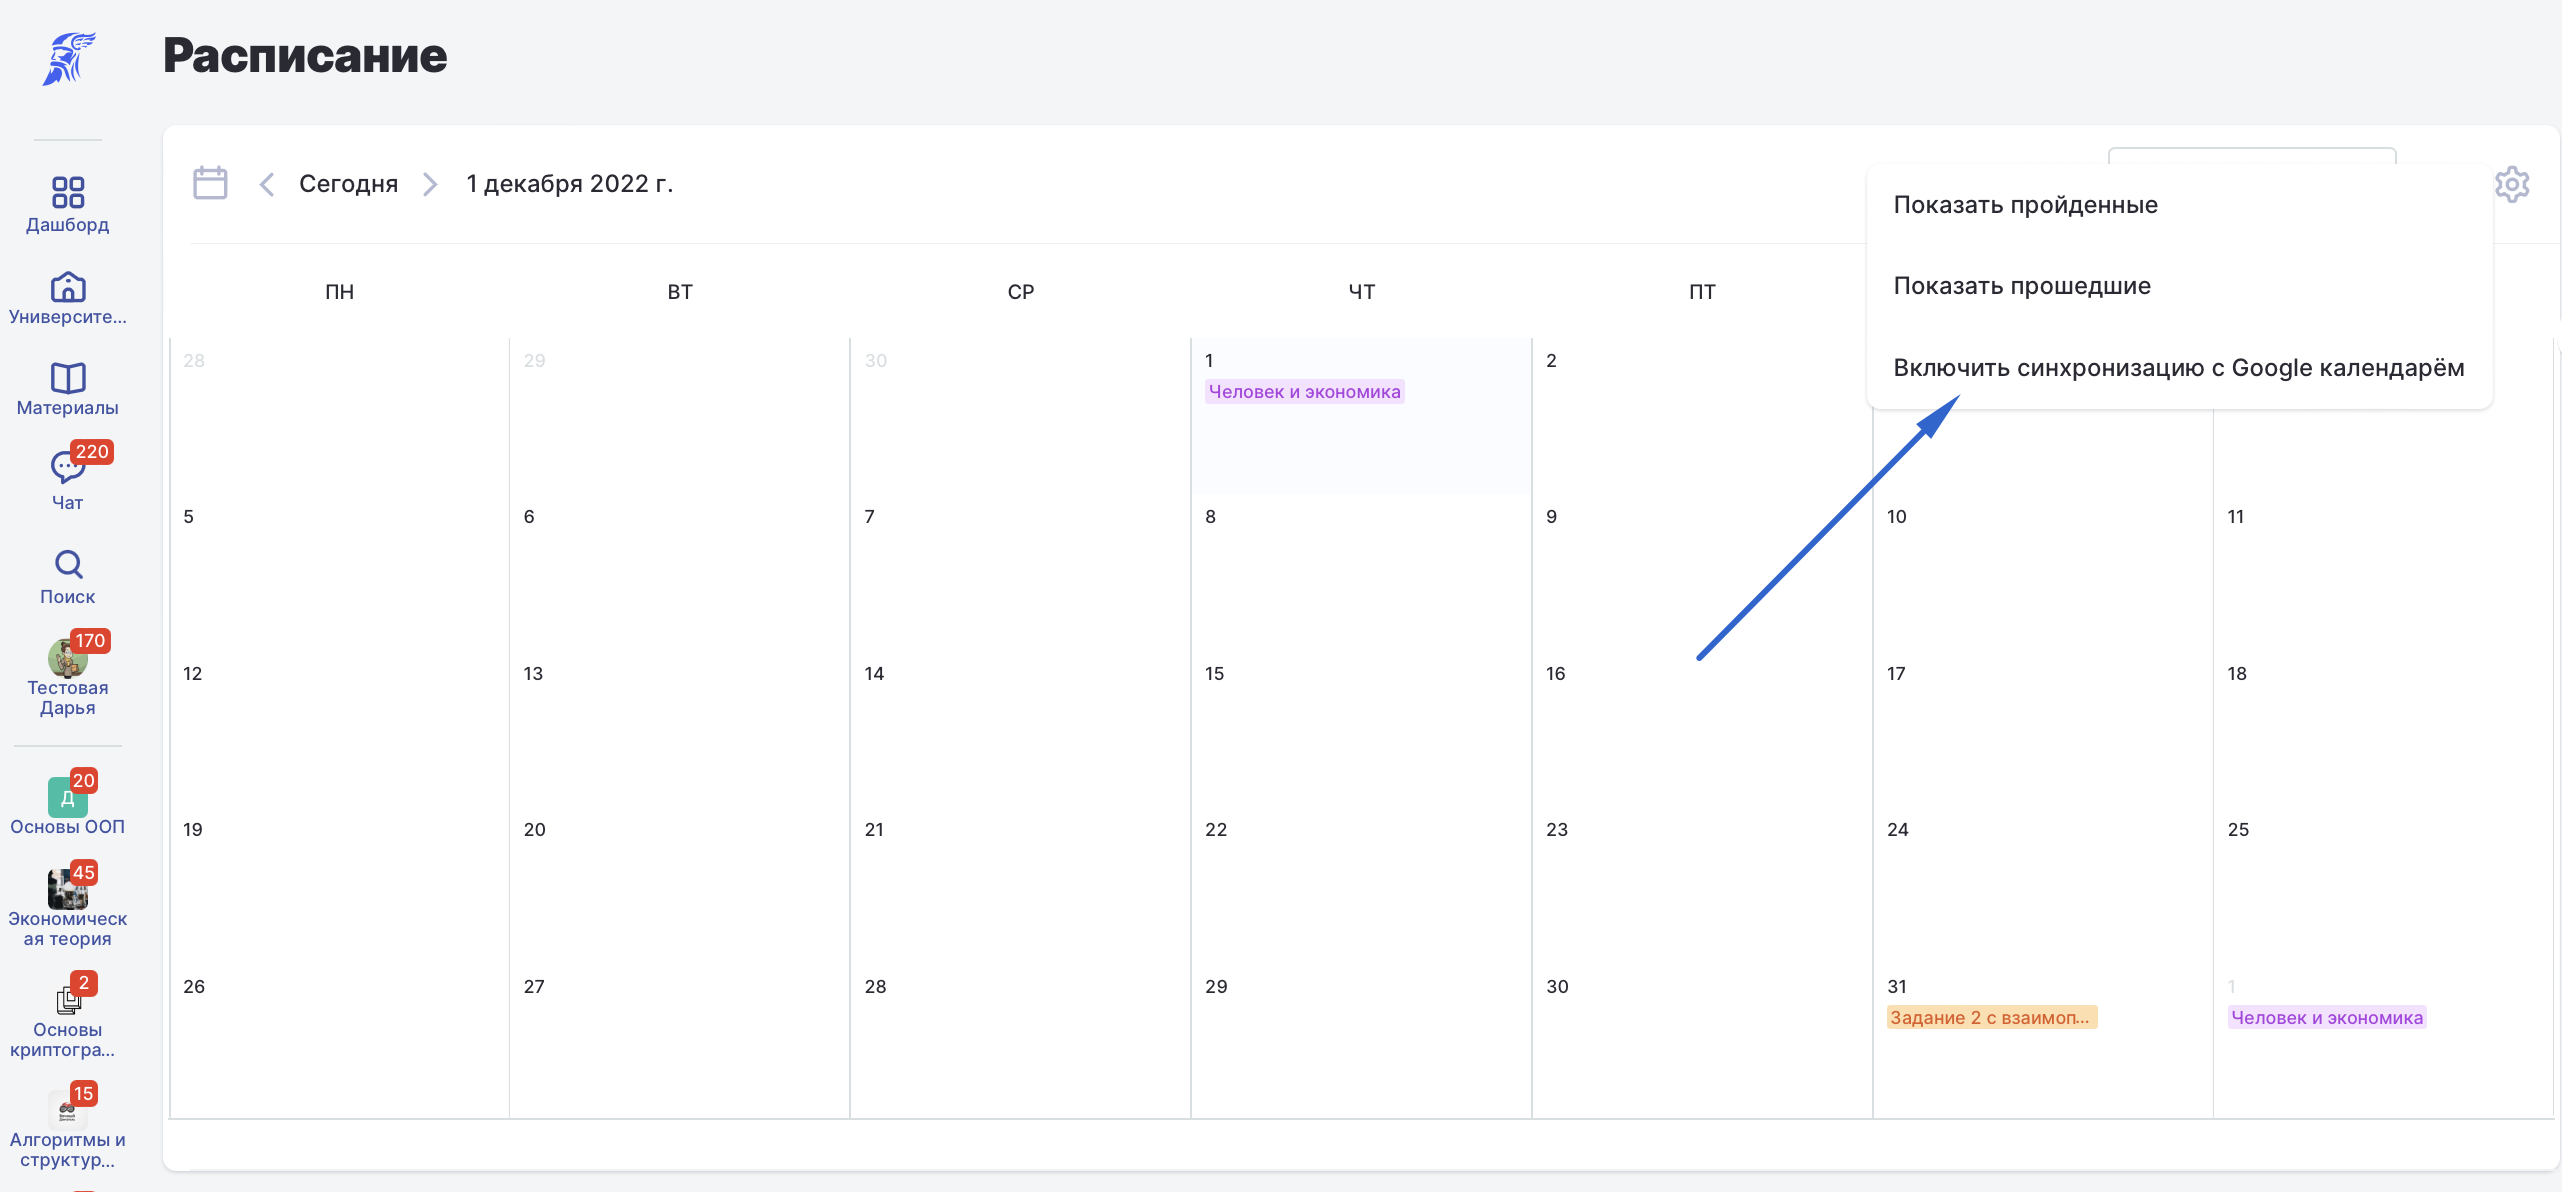 Расписание
Дашборд
Университе...
Материалы
220
Чат
Поиск
170
Тестовая
Дарья
20
Д
Основы ООП
45
Экономическ
ая теория
2
Основы
криптогра...
15
Алгоритмы и
структур...
Сегодня
1 декабря 2022 г.
Показать пройденные
Показать прошедшие
Включить синхронизацию с Google календарём
ПН ВТ СР ЧТ ПТ
28 29 30 1 2
Человек и экономика
5 6 7 8 9 10 11
12 13 14 15 16 17 18
19 20 21 22 23 24 25
26 27 28 29 30 31 1
Задание 2 с взаимоп... Человек и экономика